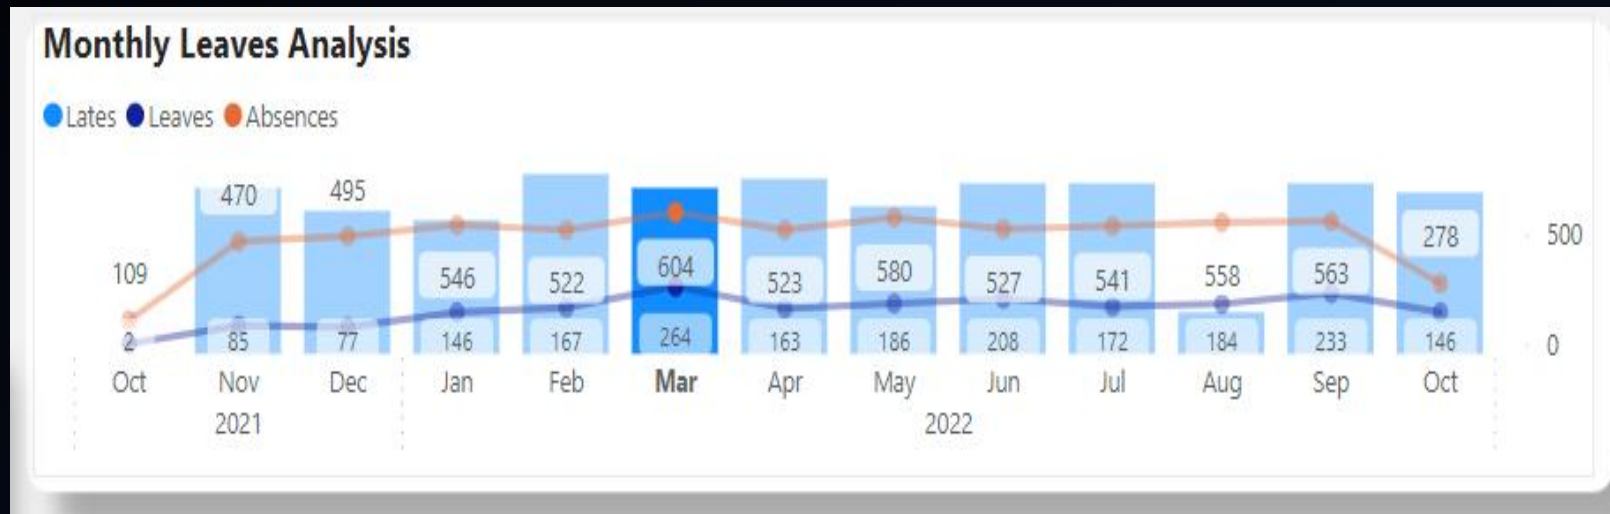 Monthly Leaves Analysis
Lates Leaves Absences
470 495
109 546 522 604 523 580 527 541 558 563 278 500
2 85 77 146 167 264 163 186 208 172 184 233 146 0
Oct Nov Dec Jan Feb Mar Apr May Jun Jul Aug Sep Oct
2021 2022